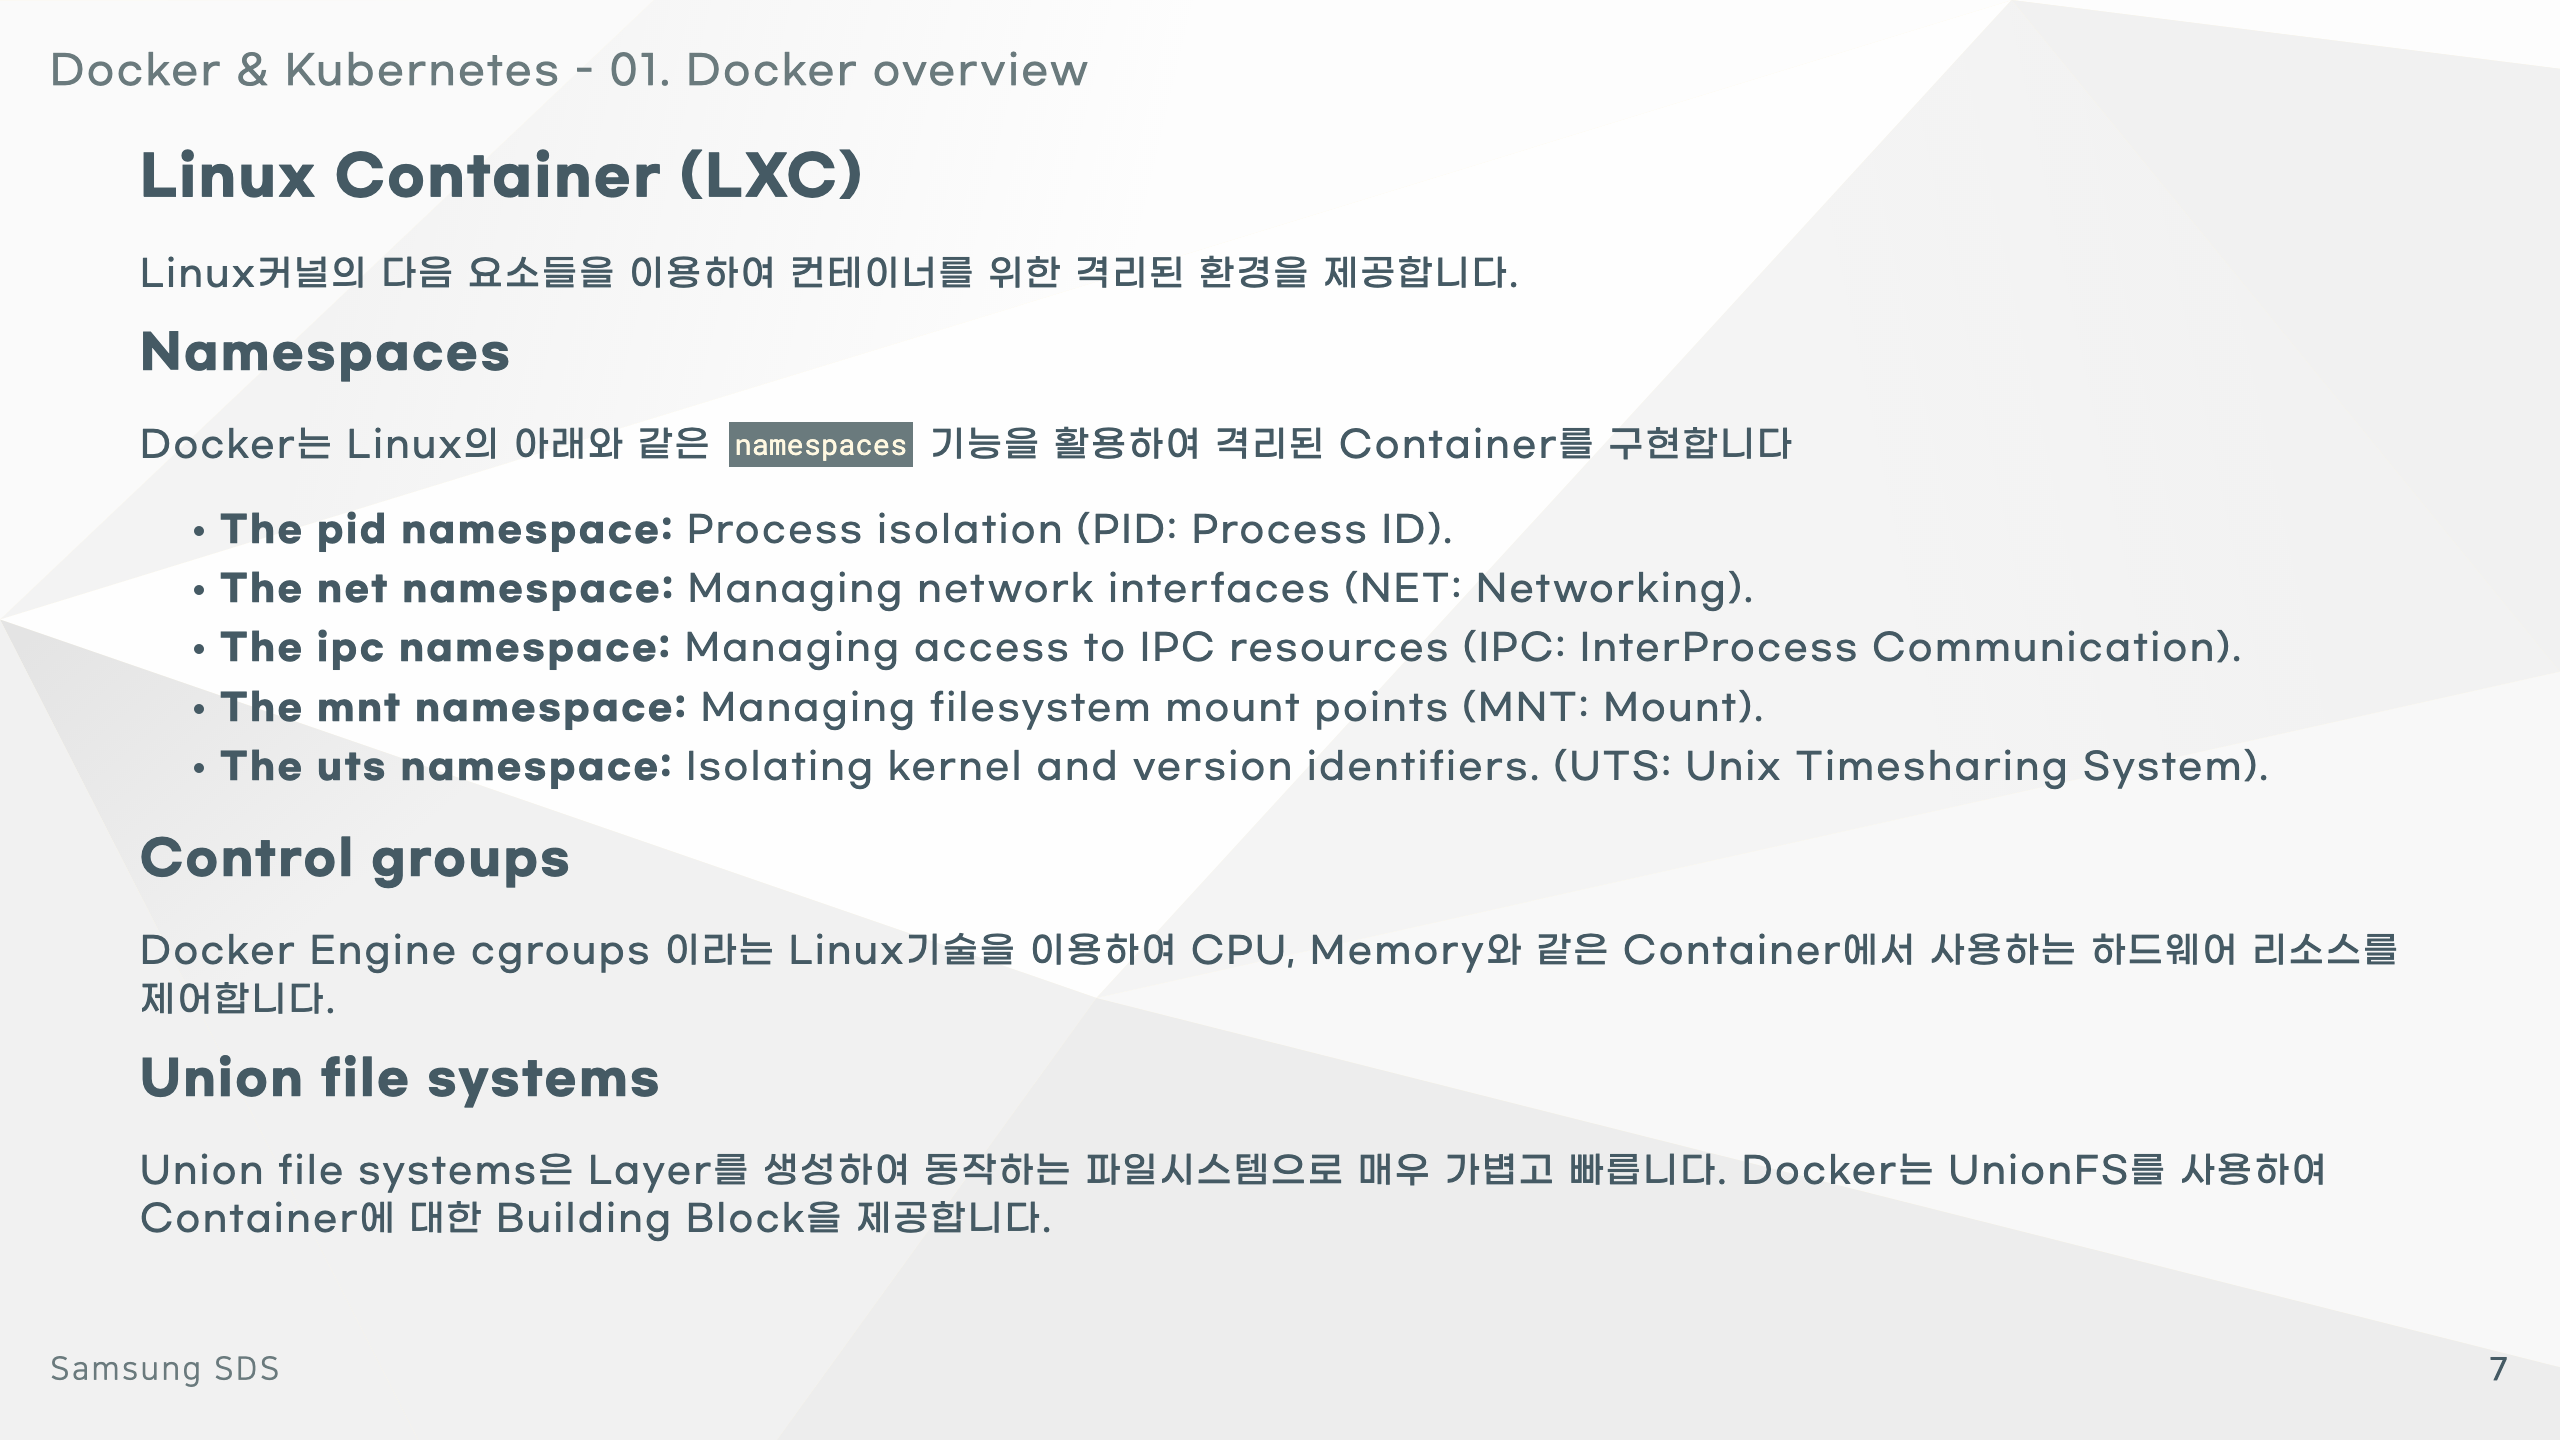 Docker & Kubernetes - 01. Docker overview
Linux Container (LXC)
Linux커널의 다음 요소들을 이용하여 컨테이너를 위한 격리된 환경을 제공합니다.
Namespaces
Docker는 Linux의 아래와 같은 namespaces 기능을 활용하여 격리된 Container를 구현합니다
• The pid namespace: Process isolation (PID: Process ID).
• The net namespace: Managing network interfaces (NET: Networking).
• The ipc namespace: Managing access to IPC resources (IPC: InterProcess Communication).
• The mnt namespace: Managing filesystem mount points (MNT: Mount).
• The uts namespace: Isolating kernel and version identifiers. (UTS: Unix Timesharing System).
Control groups
Docker Engine cgroups 이라는 Linux기술을 이용하여 CPU, Memory와 같은 Container에서 사용하는 하드웨어 리소스를
제어합니다.
Union file systems
Union file systems은 Layer를 생성하여 동작하는 파일시스템으로 매우 가볍고 빠릅니다. Docker는 UnionFS를 사용하여
Container에 대한 Building Block을 제공합니다.
Samsung SDS
7